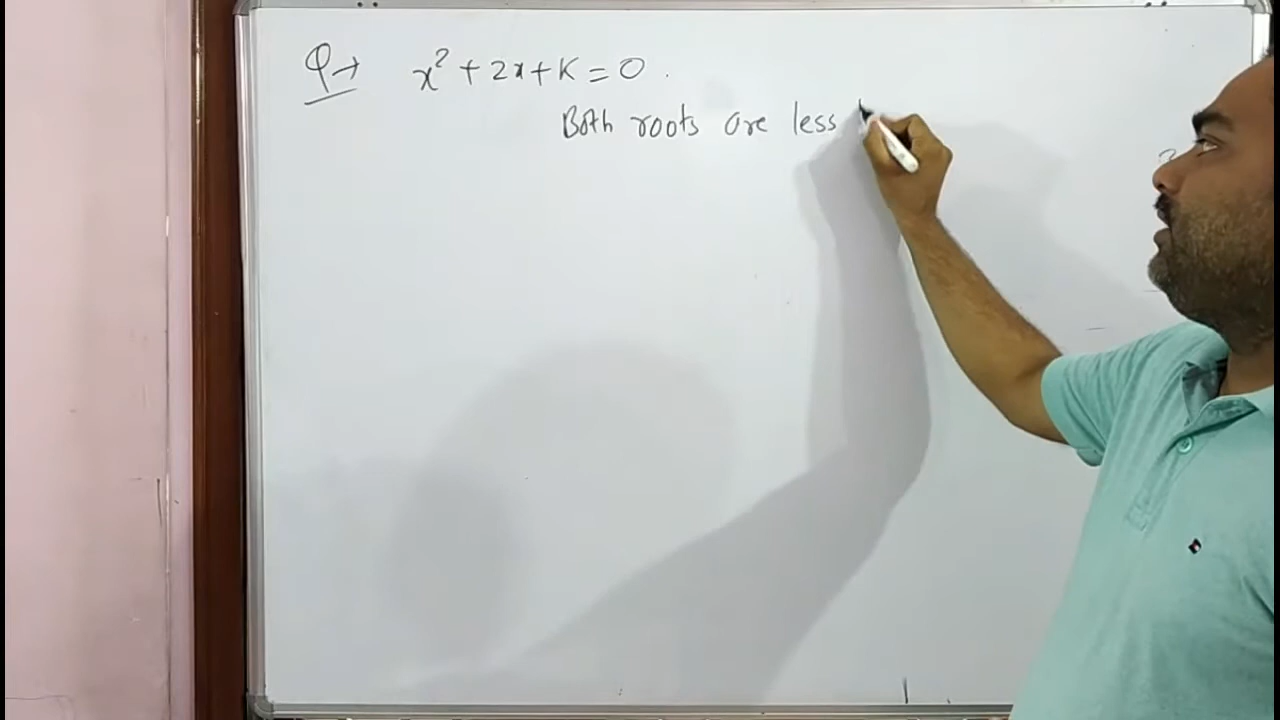 Q→ x² + 2x + K = 0.
Both roots are less